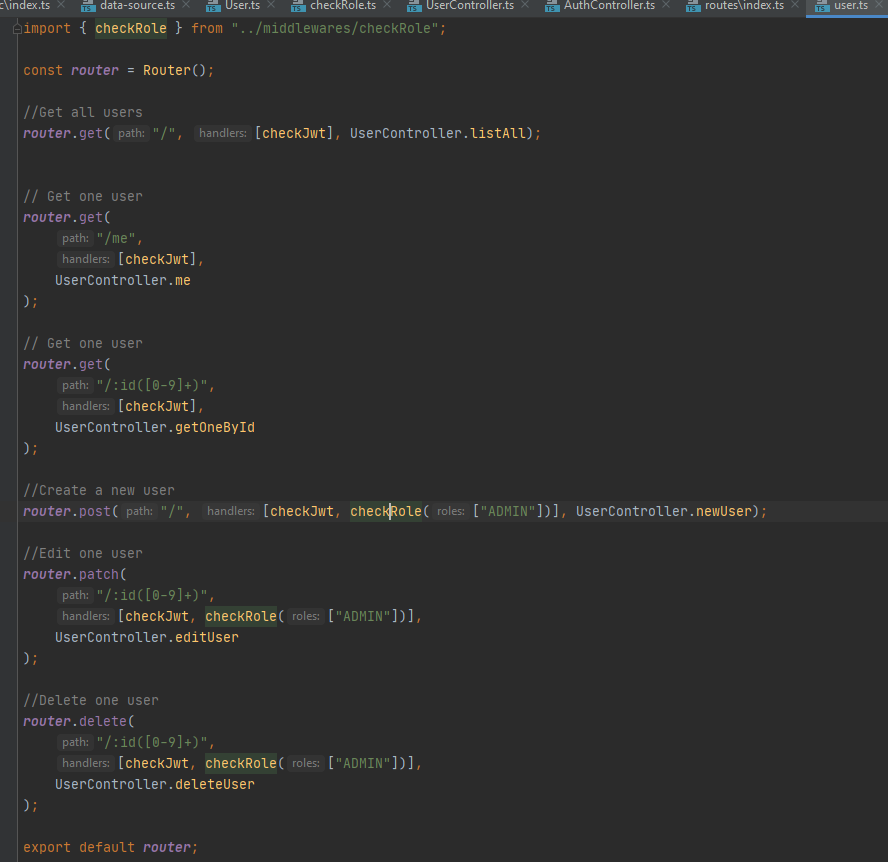 c\index.ts data-source.ts User.ts checkRole.ts UserController.ts AuthController.ts routes\index.ts user.ts
import { checkRole } from "../middlewares/checkRole";
const router = Router();
//Get all users
router.get( path: "/", handlers: [checkJwt], UserController.listAll);
// Get one user
router.get(
path: "/me",
handlers: [checkJwt],
UserController.me
);
// Get one user
router.get(
path: "/:id([0-9]+)",
handlers: [checkJwt],
UserController.getOneById
);
//Create a new user
router.post( path: "/", handlers: [checkJwt, checkRole( roles: ["ADMIN"])], UserController.newUser);
//Edit one user
router.patch(
path: "/:id([0-9]+)",
handlers: [checkJwt, checkRole( roles: ["ADMIN"])],
UserController.editUser
);
//Delete one user
router.delete(
path: "/:id([0-9]+)",
handlers: [checkJwt, checkRole( roles: ["ADMIN"])],
UserController.deleteUser
);
export default router;